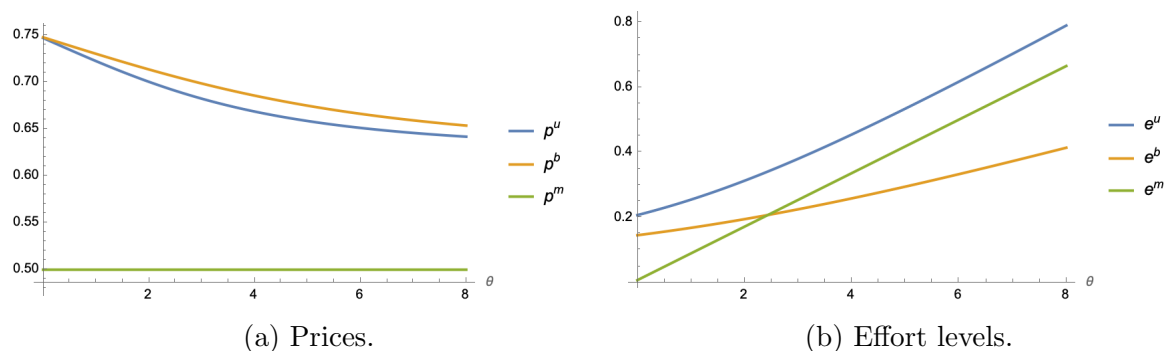 0.75
0.70
0.65
0.60
0.55
0.50
2
4
6
8
θ
p^u
p^b
p^m
(a) Prices.
0.8
0.6
0.4
0.2
2
4
6
8
θ
e^u
e^b
e^m
(b) Effort levels.